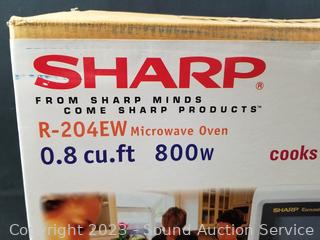 SHARP®
FROM SHARP MINDS
COME SHARP PRODUCTS™
R-204EW Microwave Oven
0.8 cu.ft 800W
cooks
SHARP Carousel
Copyright 2023 - Sound Auction Service